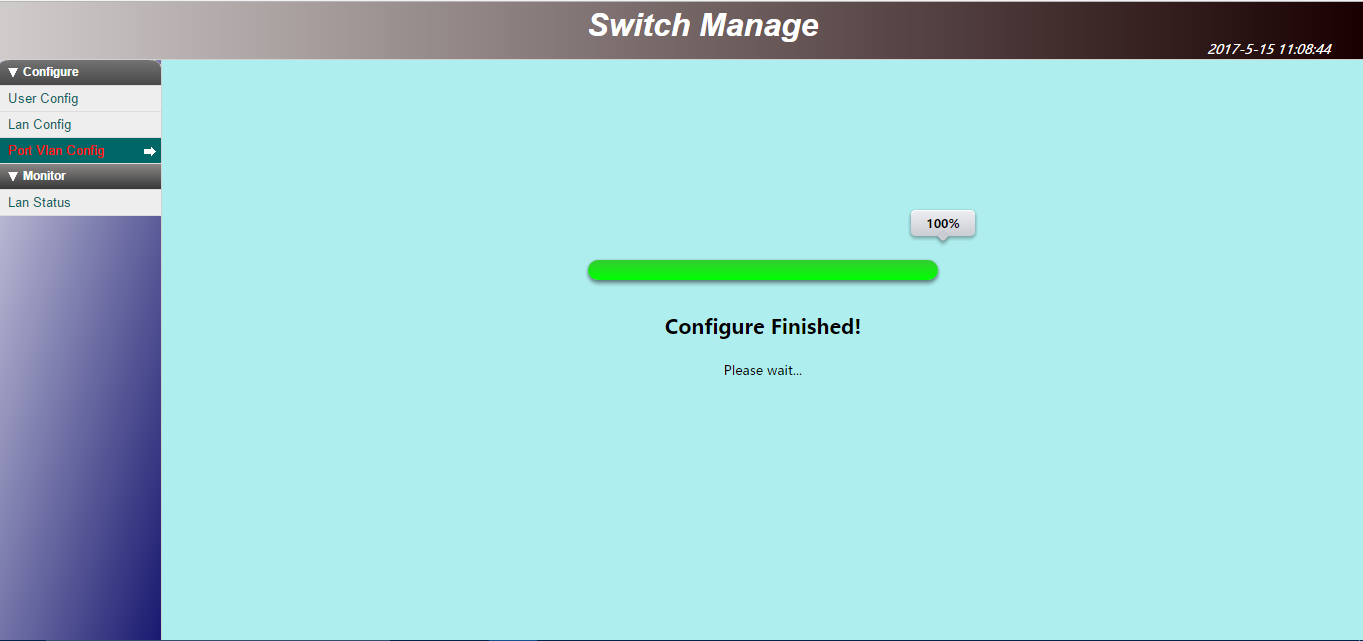 Switch Manage
2017-5-15 11:08:44
▼ Configure
User Config
Lan Config
Port Vlan Config
▼ Monitor
Lan Status
100%
Configure Finished!
Please wait...